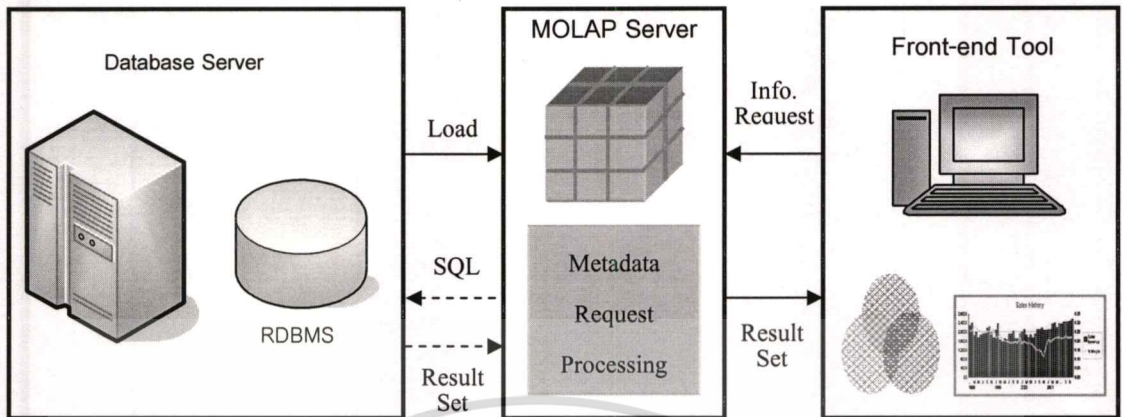 Database Server
RDBMS
Load
SQL
Result
Set
MOLAP Server
Metadata
Request
Processing
Info.
Request
Result
Set
Front-end Tool
Sales History